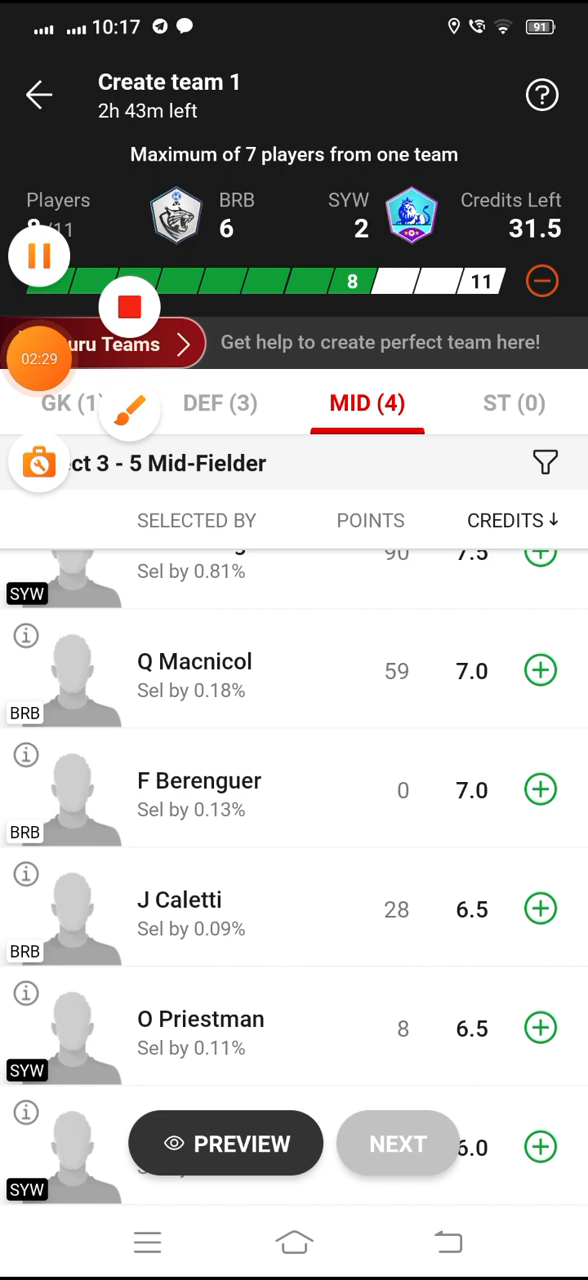 10:17
91
Create team 1
2h 43m left
Maximum of 7 players from one team
Players
BRB
SYW
Credits Left
/11
6
2
31.5
8
11
uru Teams
Get help to create perfect team here!
02:29
GK (1)
DEF (3)
MID (4)
ST (0)
ct 3 - 5 Mid-Fielder
SELECTED BY
POINTS
CREDITS↓
90
7.5
Sel by 0.81%
SYW
Q Macnicol
59
7.0
Sel by 0.18%
BRB
F Berenguer
0
7.0
Sel by 0.13%
BRB
J Caletti
28
6.5
Sel by 0.09%
BRB
O Priestman
8
6.5
Sel by 0.11%
SYW
PREVIEW
NEXT
6.0
SYW